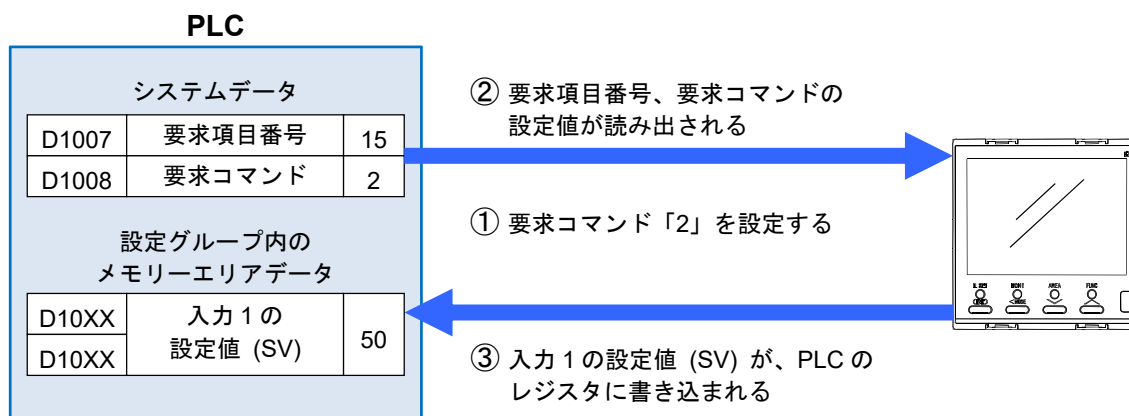 PLC
システムデータ
D1007 要求項目番号 15
D1008 要求コマンド 2
設定グループ内の
メモリーエリアデータ
D10XX
D10XX
入力 1 の
設定値 (SV)
50
② 要求項目番号、要求コマンドの
設定値が読み出される
① 要求コマンド「2」を設定する
③ 入力 1 の設定値 (SV) が、PLC の
レジスタに書き込まれる
MONI AREA FUNC
<MODE